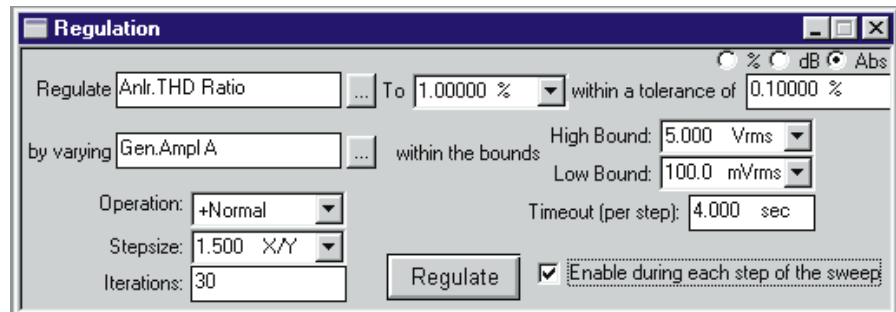 Regulation
% dB Abs
Regulate Anlr.THD Ratio ... To 1.00000 % within a tolerance of 0.10000 %
by varying Gen.Ampl A ... within the bounds High Bound: 5.000 Vrms
Low Bound: 100.0 mVrms
Operation: +Normal Timeout (per step): 4.000 sec
Stepsize: 1.500 X/Y
Iterations: 30 Regulate Enable during each step of the sweep